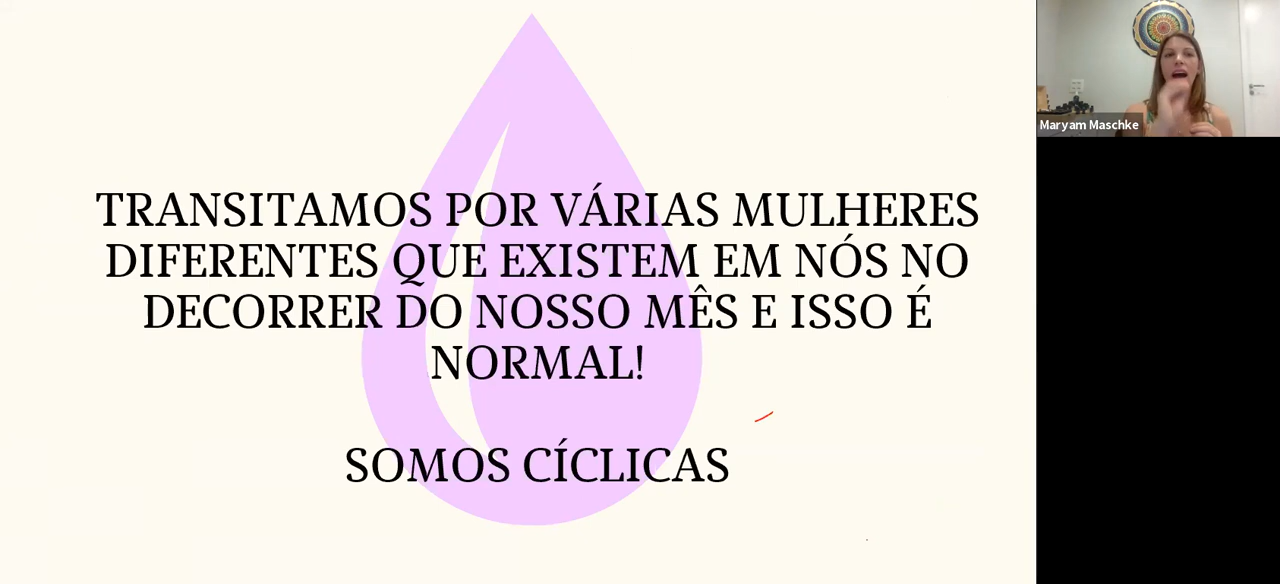 TRANSITAMOS POR VÁRIAS MULHERES
DIFERENTES QUE EXISTEM EM NÓS NO
DECORRER DO NOSSO MÊS E ISSO É
NORMAL!
SOMOS CÍCLICAS
Maryam Maschke